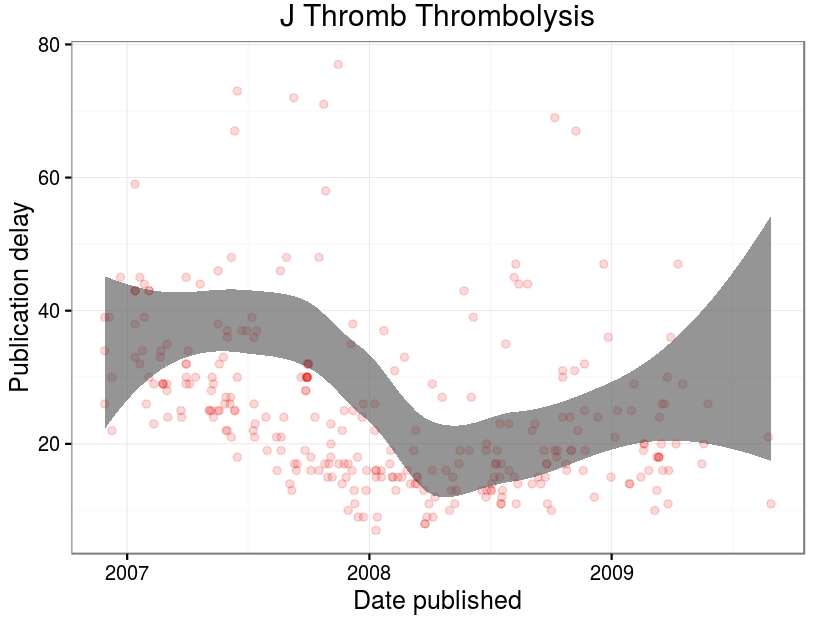 J Thromb Thrombolysis
80
60
40
20
Publication delay
2007
2008
2009
Date published